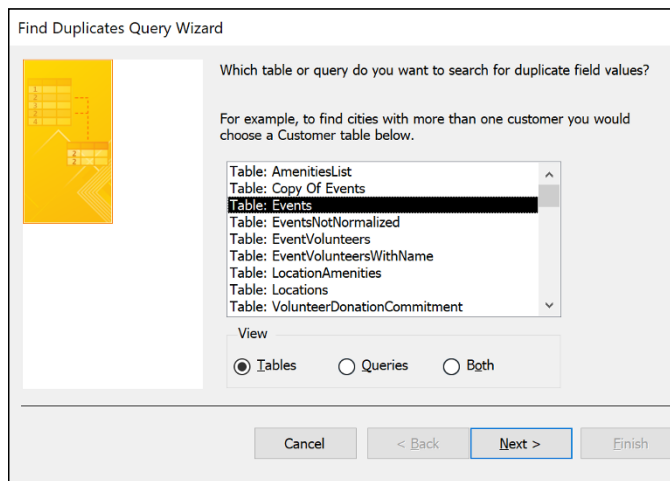 Find Duplicates Query Wizard
Which table or query do you want to search for duplicate field values?
For example, to find cities with more than one customer you would
choose a Customer table below.
Table: AmenitiesList
Table: Copy Of Events
Table: Events
Table: EventsNotNormalized
Table: EventVolunteers
Table: EventVolunteersWithName
Table: LocationAmenities
Table: Locations
Table: VolunteerDonationCommitment
View
Tables
Queries
Both
Cancel
< Back
Next >
Finish